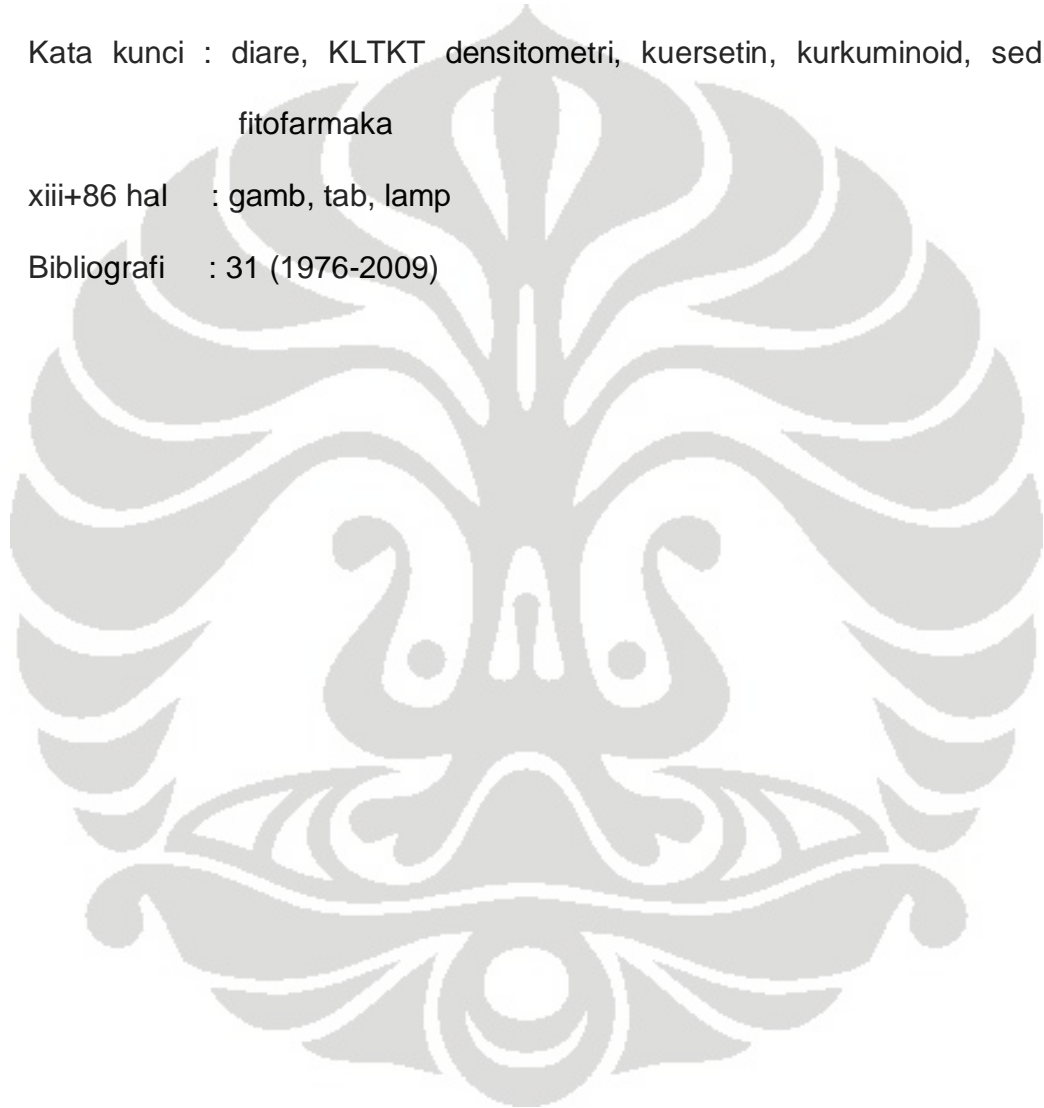 Kata kunci : diare, KLTKT densitometri, kuersetin, kurkuminoid, sed
fitofarmaka
xiii+86 hal : gamb, tab, lamp
Bibliografi : 31 (1976-2009)